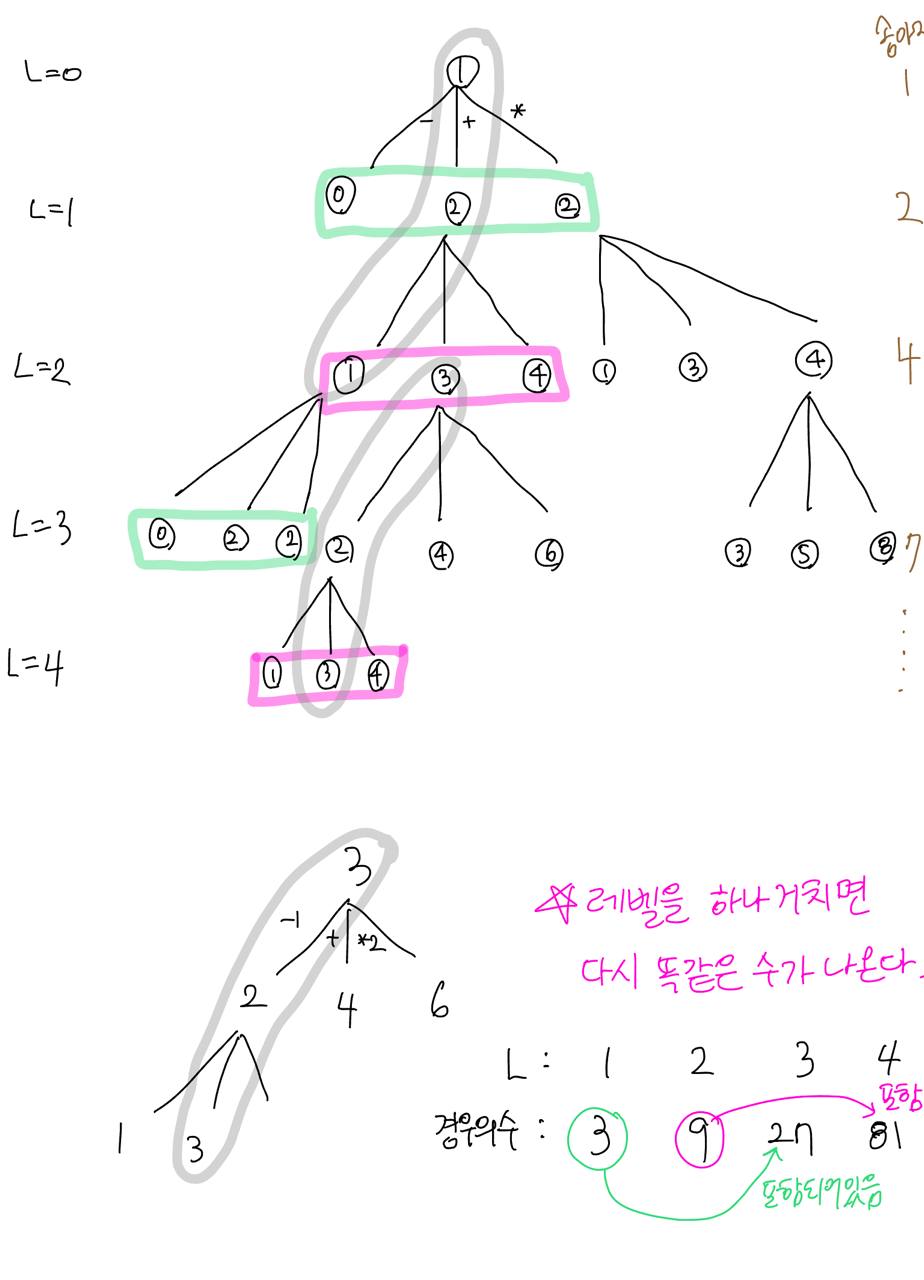 송아
L=0 ① 1
- + *
L=1 ⓪ ② ② 2
L=2 ① ③ ④ ① ③ ④ 4
L=3 ⓪ ② ② ② ④ ⑥ ③ ⑤ ⑧ 7
L=4 ① ③ ④
3
-1 + *2
2 4 6
1 3
☆ 레벨을 하나 거치면
다시 똑같은 수가 나온다.
L : 1 2 3 4
포함
경우의수 : 3 9 27 81
포함되어있음